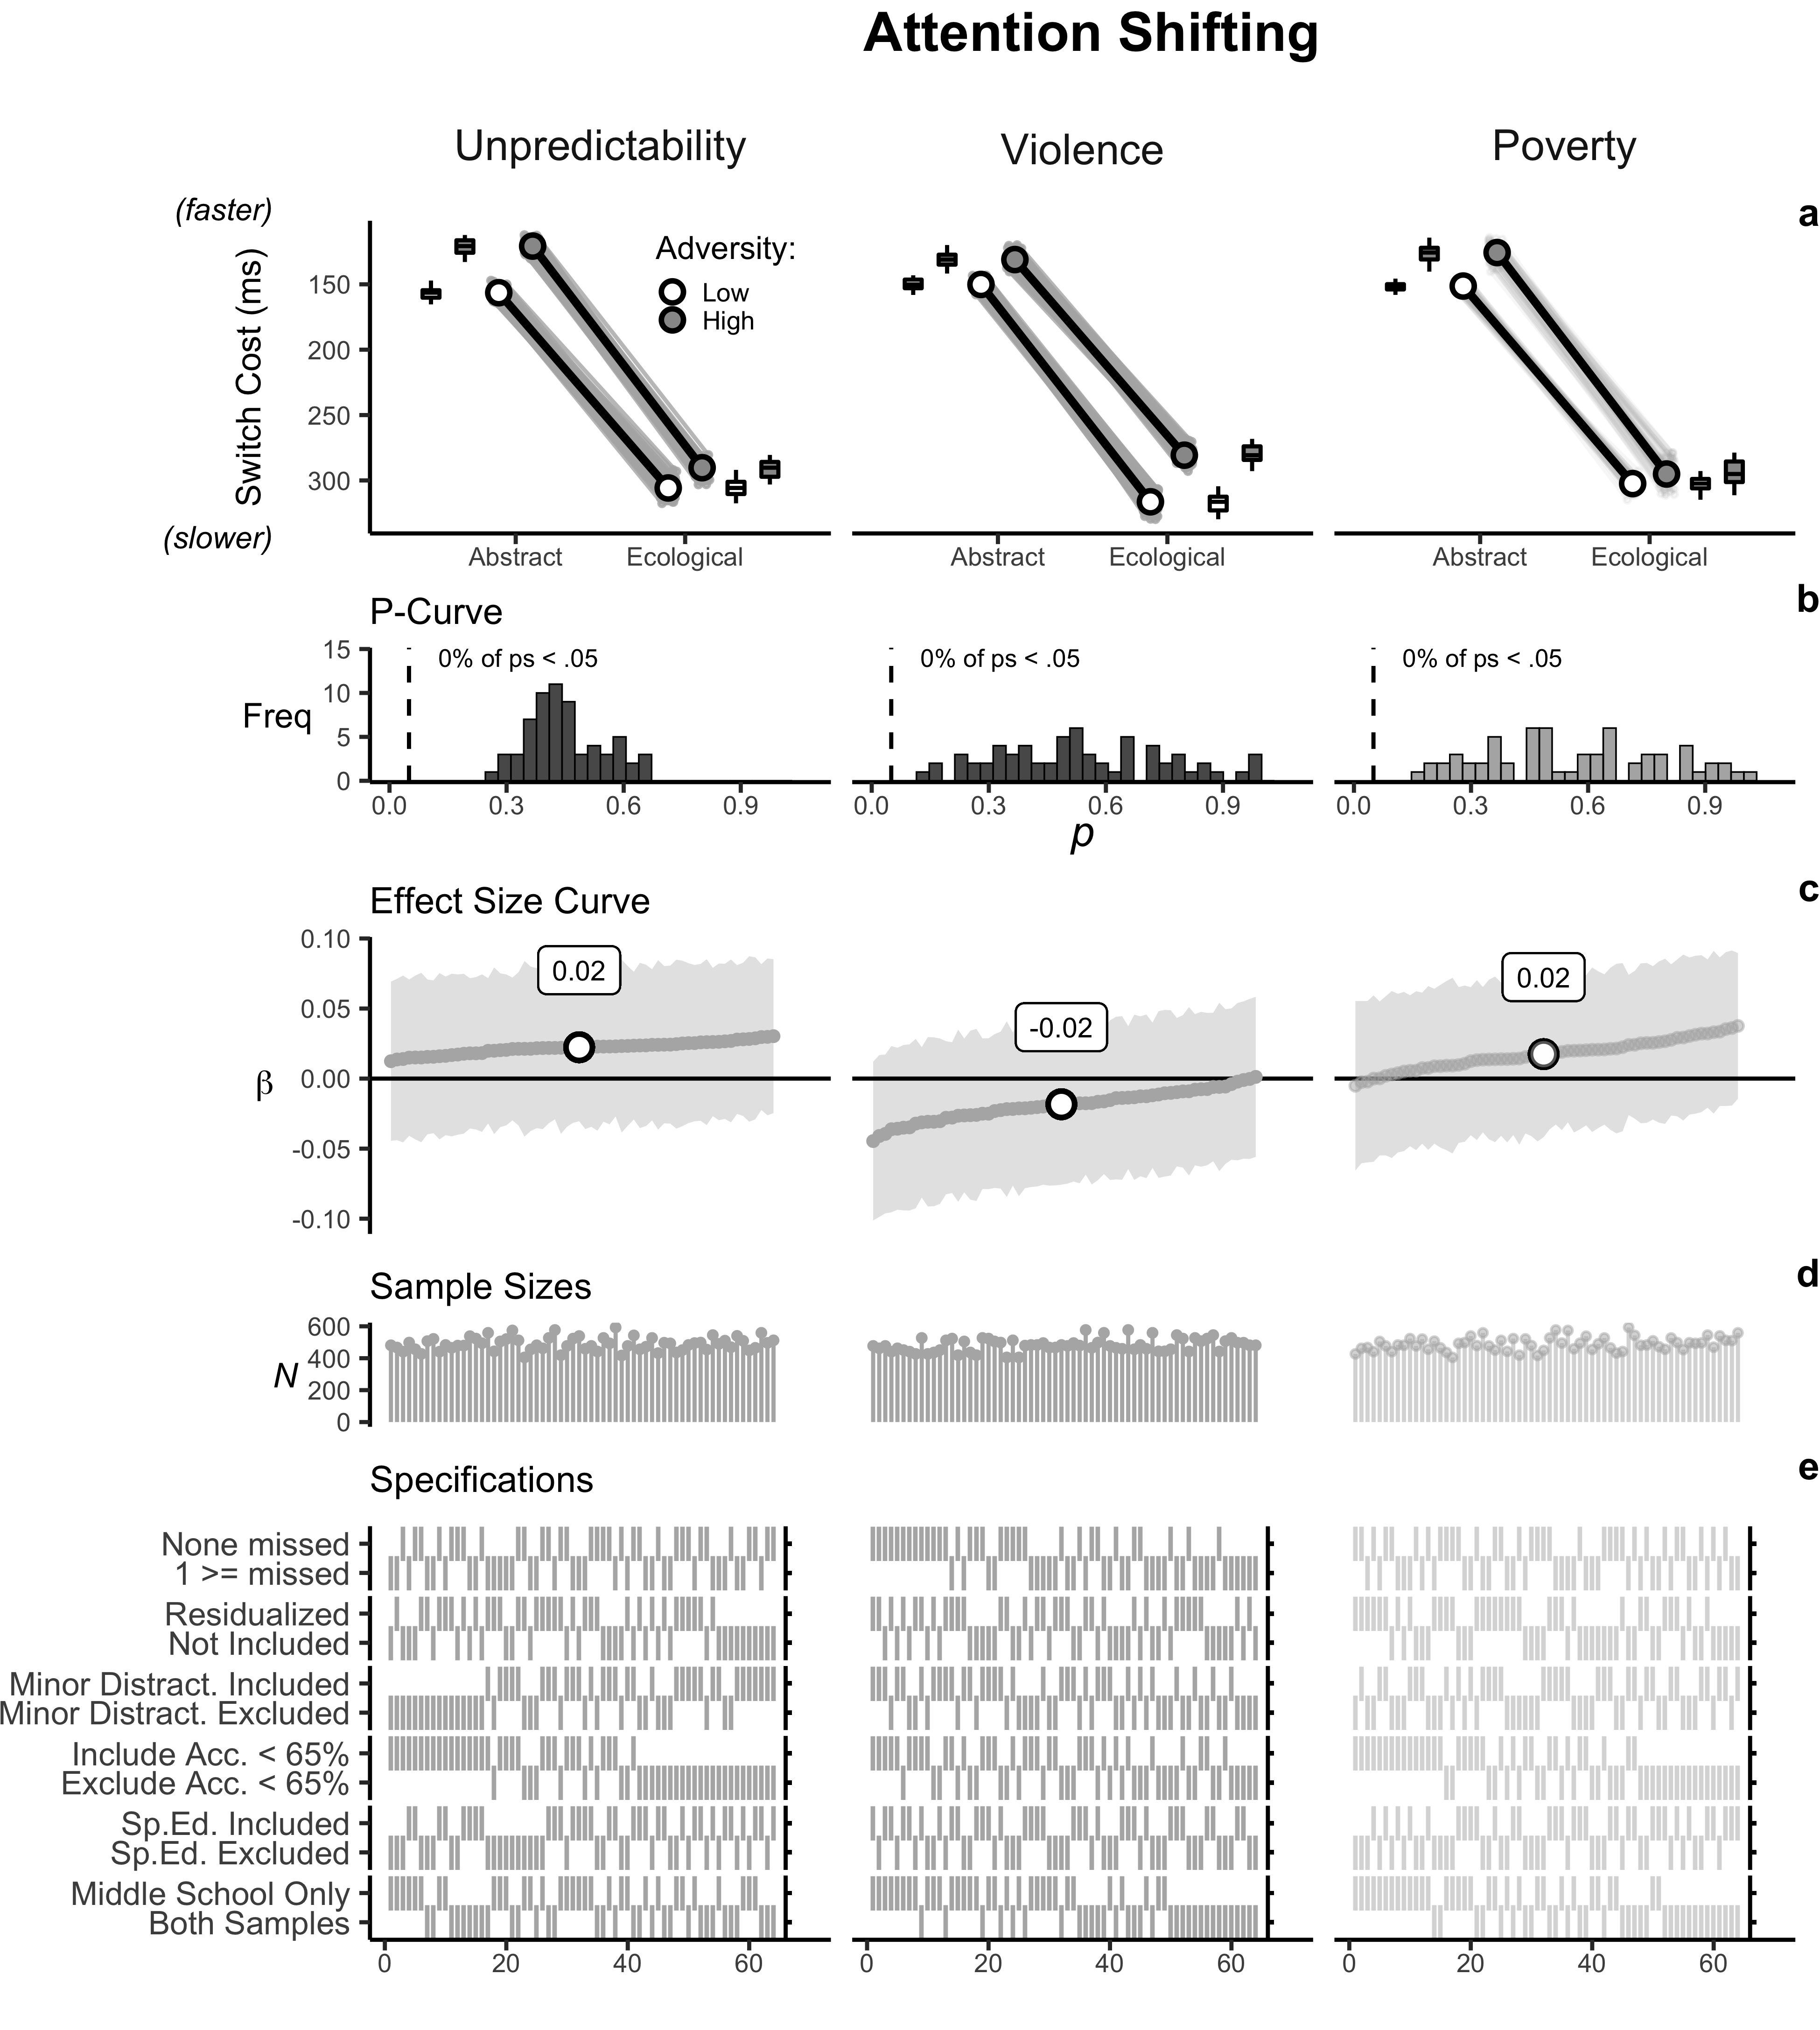 Attention Shifting
Unpredictability
Violence
Poverty
a
(faster)
Switch Cost (ms)
(slower)
150
200
250
300
Adversity:
Low
High
Abstract
Ecological
Abstract
Ecological
Abstract
Ecological
b
P-Curve
Freq
15
10
5
0
0% of ps < .05
0% of ps < .05
0% of ps < .05
0.0 0.3 0.6 0.9
0.0 0.3 0.6 0.9
0.0 0.3 0.6 0.9
p
c
Effect Size Curve
β
0.10
0.05
0.00
-0.05
-0.10
0.02
-0.02
0.02
d
Sample Sizes
N
600
400
200
0
e
Specifications
None missed
1 >= missed
Residualized
Not Included
Minor Distract. Included
Minor Distract. Excluded
Include Acc. < 65%
Exclude Acc. < 65%
Sp.Ed. Included
Sp.Ed. Excluded
Middle School Only
Both Samples
0 20 40 60
0 20 40 60
0 20 40 60